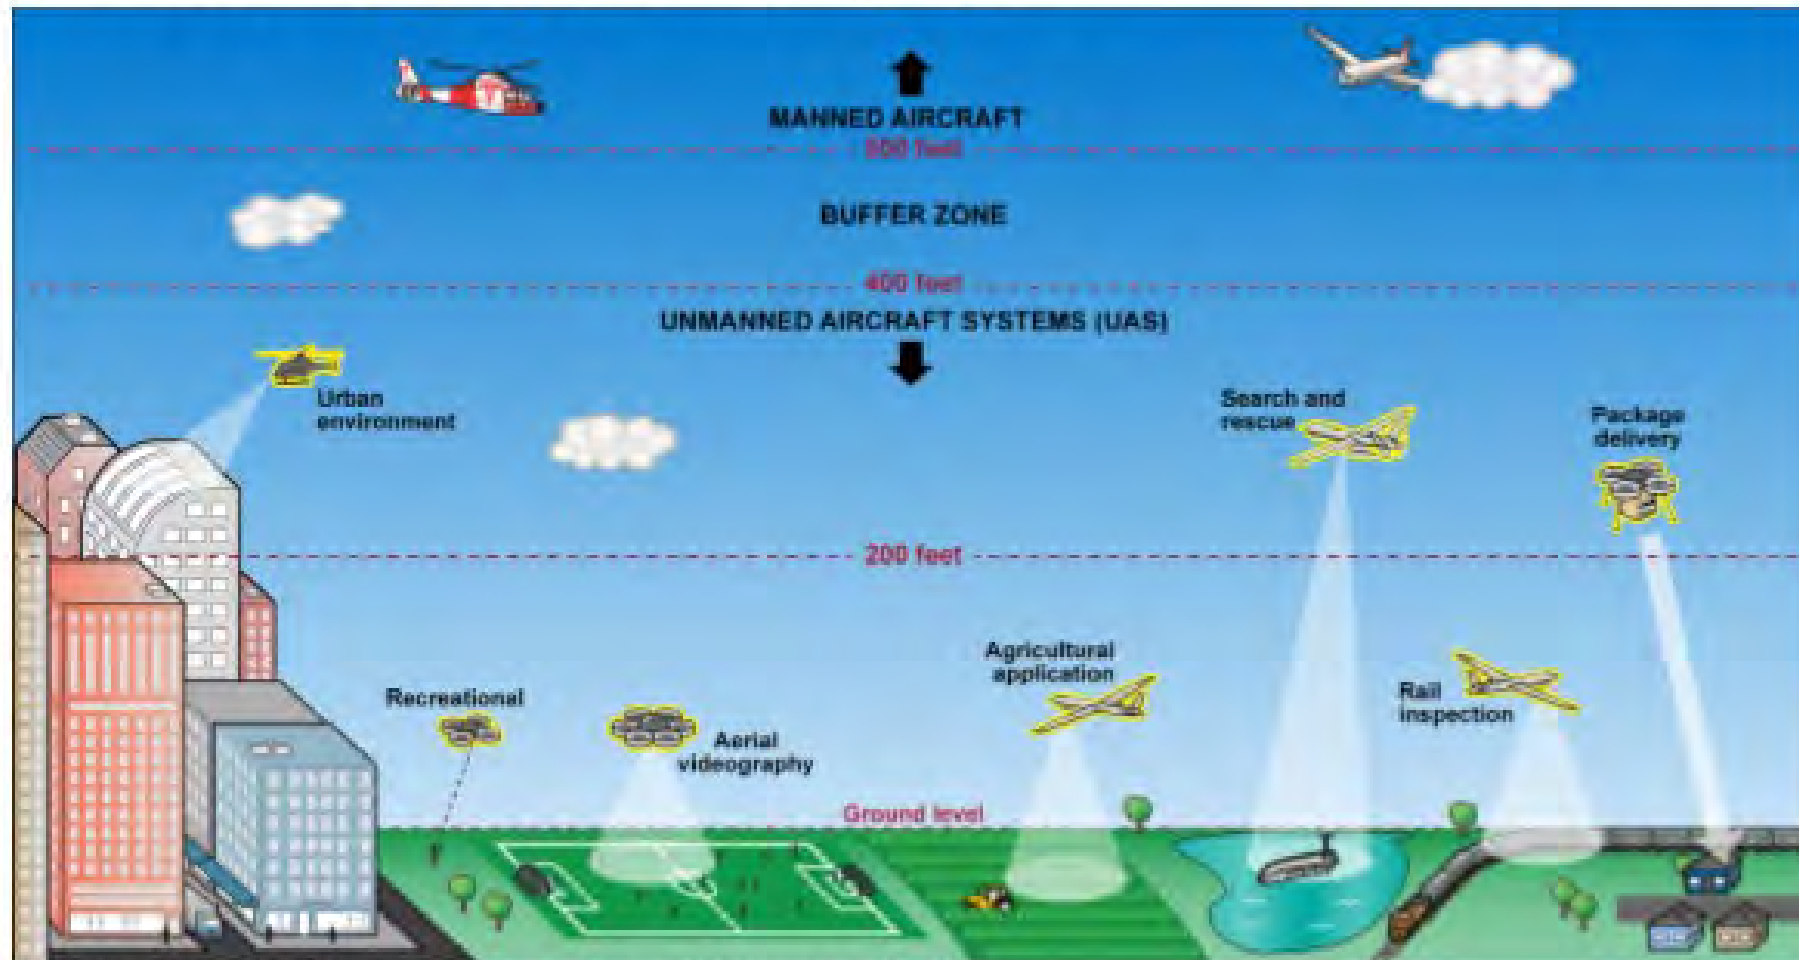 MANNED AIRCRAFT
500 feet
BUFFER ZONE
400 feet
UNMANNED AIRCRAFT SYSTEMS (UAS)
Urban
environment
Search and
rescue
Package
delivery
200 feet
Agricultural
application
Rail
inspection
Recreational
Aerial
videography
Ground level